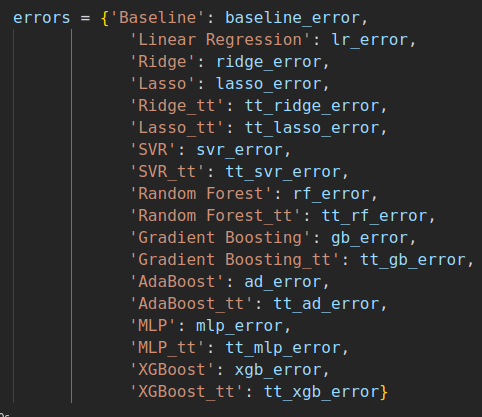 errors = {'Baseline': baseline_error,
'Linear Regression': lr_error,
'Ridge': ridge_error,
'Lasso': lasso_error,
'Ridge_tt': tt_ridge_error,
'Lasso_tt': tt_lasso_error,
'SVR': svr_error,
'SVR_tt': tt_svr_error,
'Random Forest': rf_error,
'Random Forest_tt': tt_rf_error,
'Gradient Boosting': gb_error,
'Gradient Boosting_tt': tt_gb_error,
'AdaBoost': ad_error,
'AdaBoost_tt': tt_ad_error,
'MLP': mlp_error,
'MLP_tt': tt_mlp_error,
'XGBoost': xgb_error,
'XGBoost_tt': tt_xgb_error}